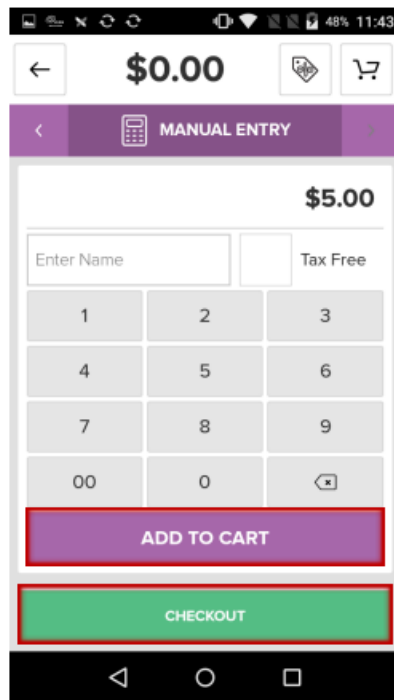 48% 11:43
$0.00
MANUAL ENTRY
$5.00
Enter Name
Tax Free
1 2 3
4 5 6
7 8 9
00 0
ADD TO CART
CHECKOUT